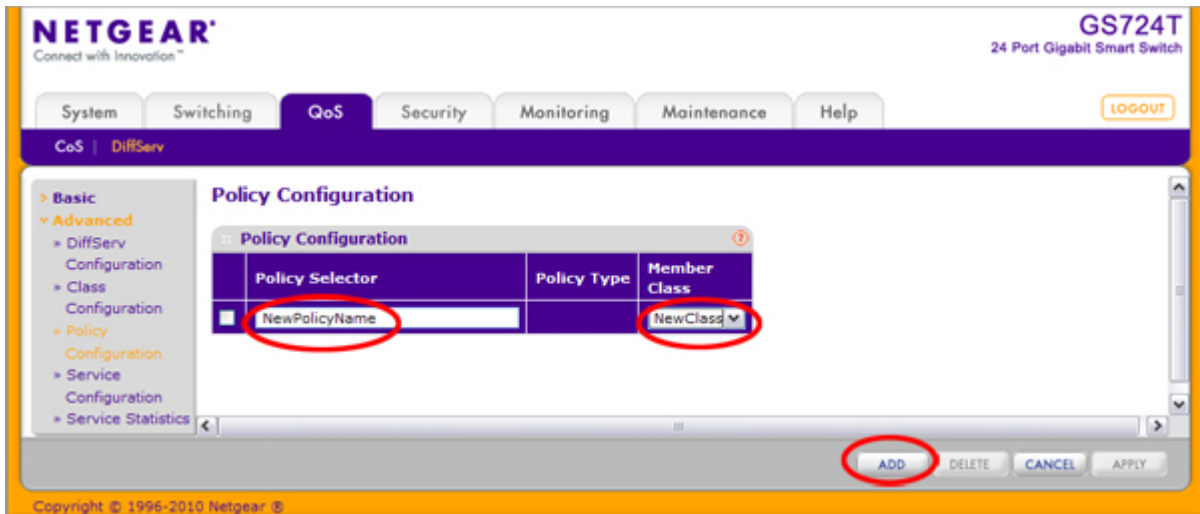 NETGEAR®
Connect with Innovation™
GS724T
24 Port Gigabit Smart Switch
System Switching QoS Security Monitoring Maintenance Help LOGOUT
CoS | DiffServ
Basic
Advanced
» DiffServ
Configuration
» Class
Configuration
» Policy
Configuration
» Service
Configuration
» Service Statistics
Policy Configuration
Policy Configuration ?
Policy Selector Policy Type Member
Class
NewPolicyName NewClass
ADD DELETE CANCEL APPLY
Copyright © 1996-2010 Netgear ®